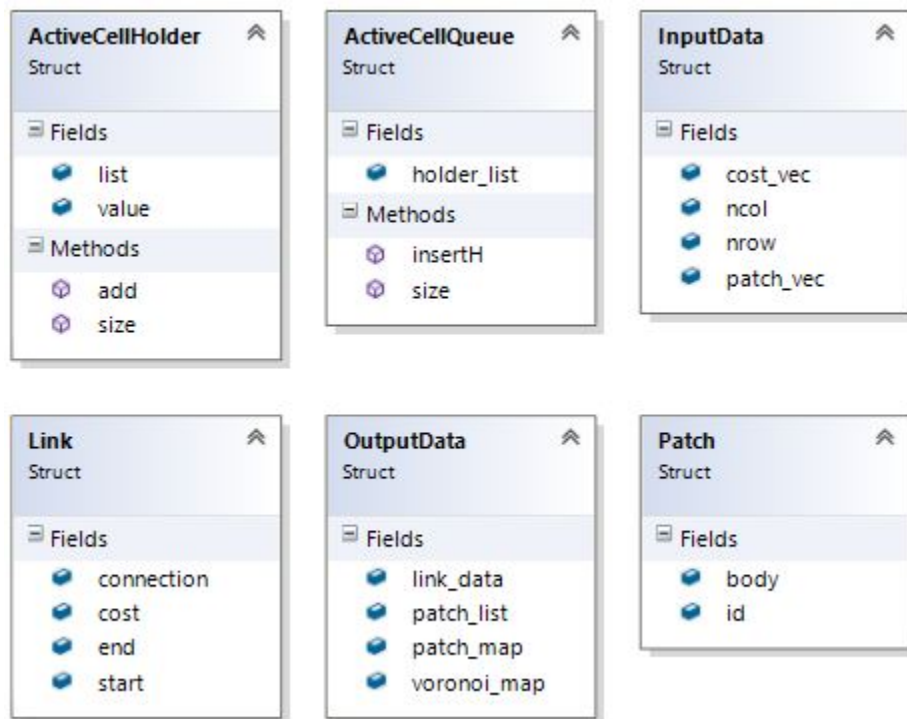 ActiveCellHolder
Struct
Fields
list
value
Methods
add
size
ActiveCellQueue
Struct
Fields
holder_list
Methods
insertH
size
InputData
Struct
Fields
cost_vec
ncol
nrow
patch_vec
Link
Struct
Fields
connection
cost
end
start
OutputData
Struct
Fields
link_data
patch_list
patch_map
voronoi_map
Patch
Struct
Fields
body
id